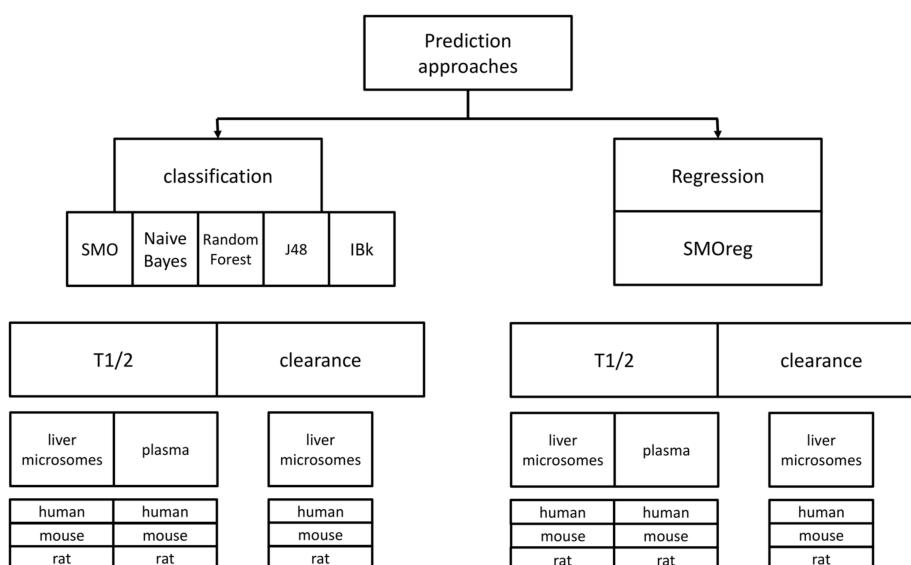 Prediction
approaches
classification
Regression
SMO
Naive
Bayes
Random
Forest
J48
IBk
SMOreg
T1/2
clearance
T1/2
clearance
liver
microsomes
plasma
liver
microsomes
liver
microsomes
plasma
liver
microsomes
human
human
human
human
human
human
mouse
mouse
mouse
mouse
mouse
mouse
rat
rat
rat
rat
rat
rat